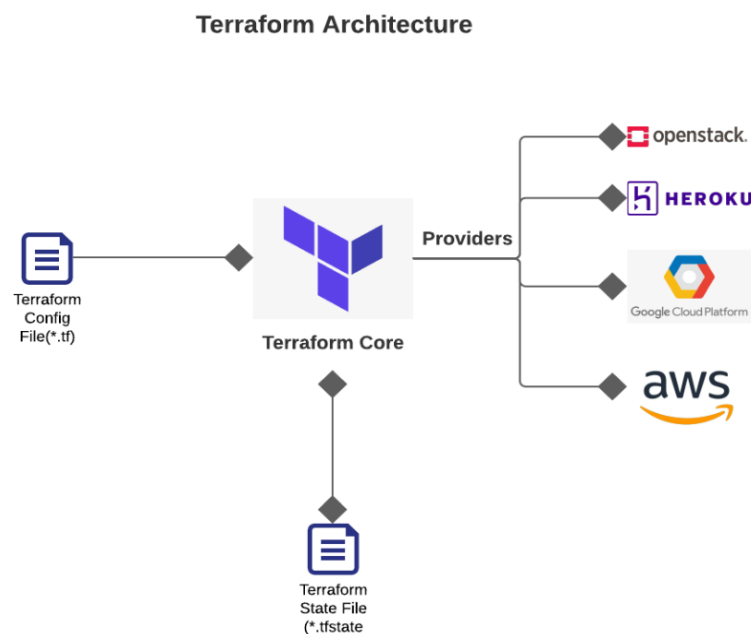 Terraform Architecture
openstack.
HEROKU
Providers
Google Cloud Platform
Terraform
Config
File(*.tf)
Terraform Core
aws
Terraform
State File
(*.tfstate